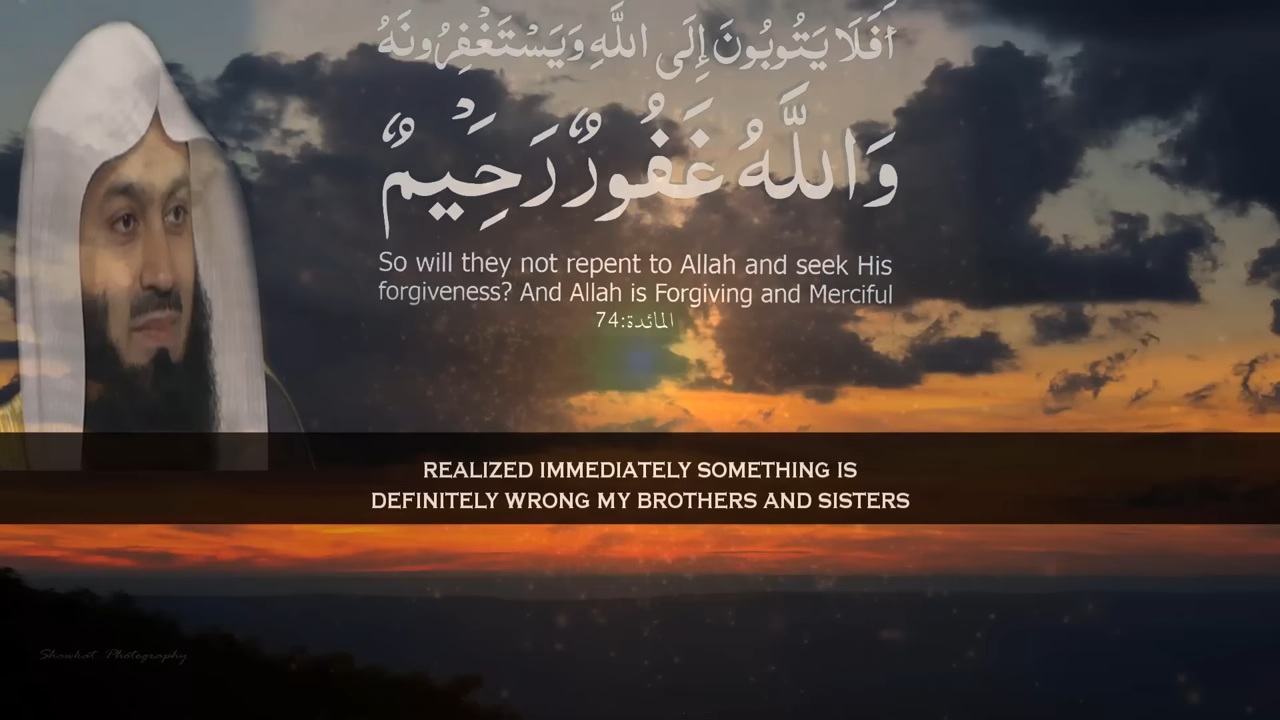 أَفَلَا يَتُوبُونَ إِلَى اللَّهِ وَيَسْتَغْفِرُونَهُ
وَاللَّهُ غَفُورٌ رَحِيمٌ
So will they not repent to Allah and seek His
forgiveness? And Allah is Forgiving and Merciful
المائدة:74
REALIZED IMMEDIATELY SOMETHING IS
DEFINITELY WRONG MY BROTHERS AND SISTERS
Shawkat Photography